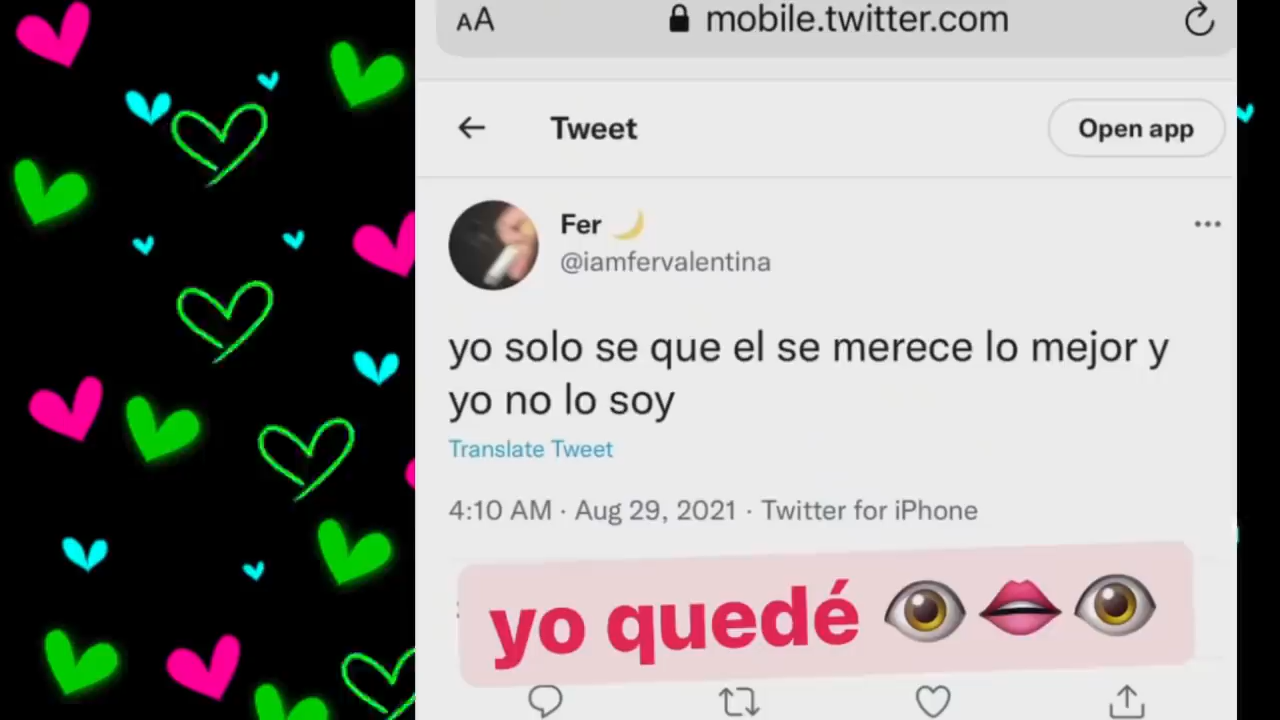 AA mobile.twitter.com
Tweet Open app
Fer 🌙
@iamfervalentina
yo solo se que el se merece lo mejor y
yo no lo soy
Translate Tweet
4:10 AM · Aug 29, 2021 · Twitter for iPhone
yo quedé 👁️👄👁️